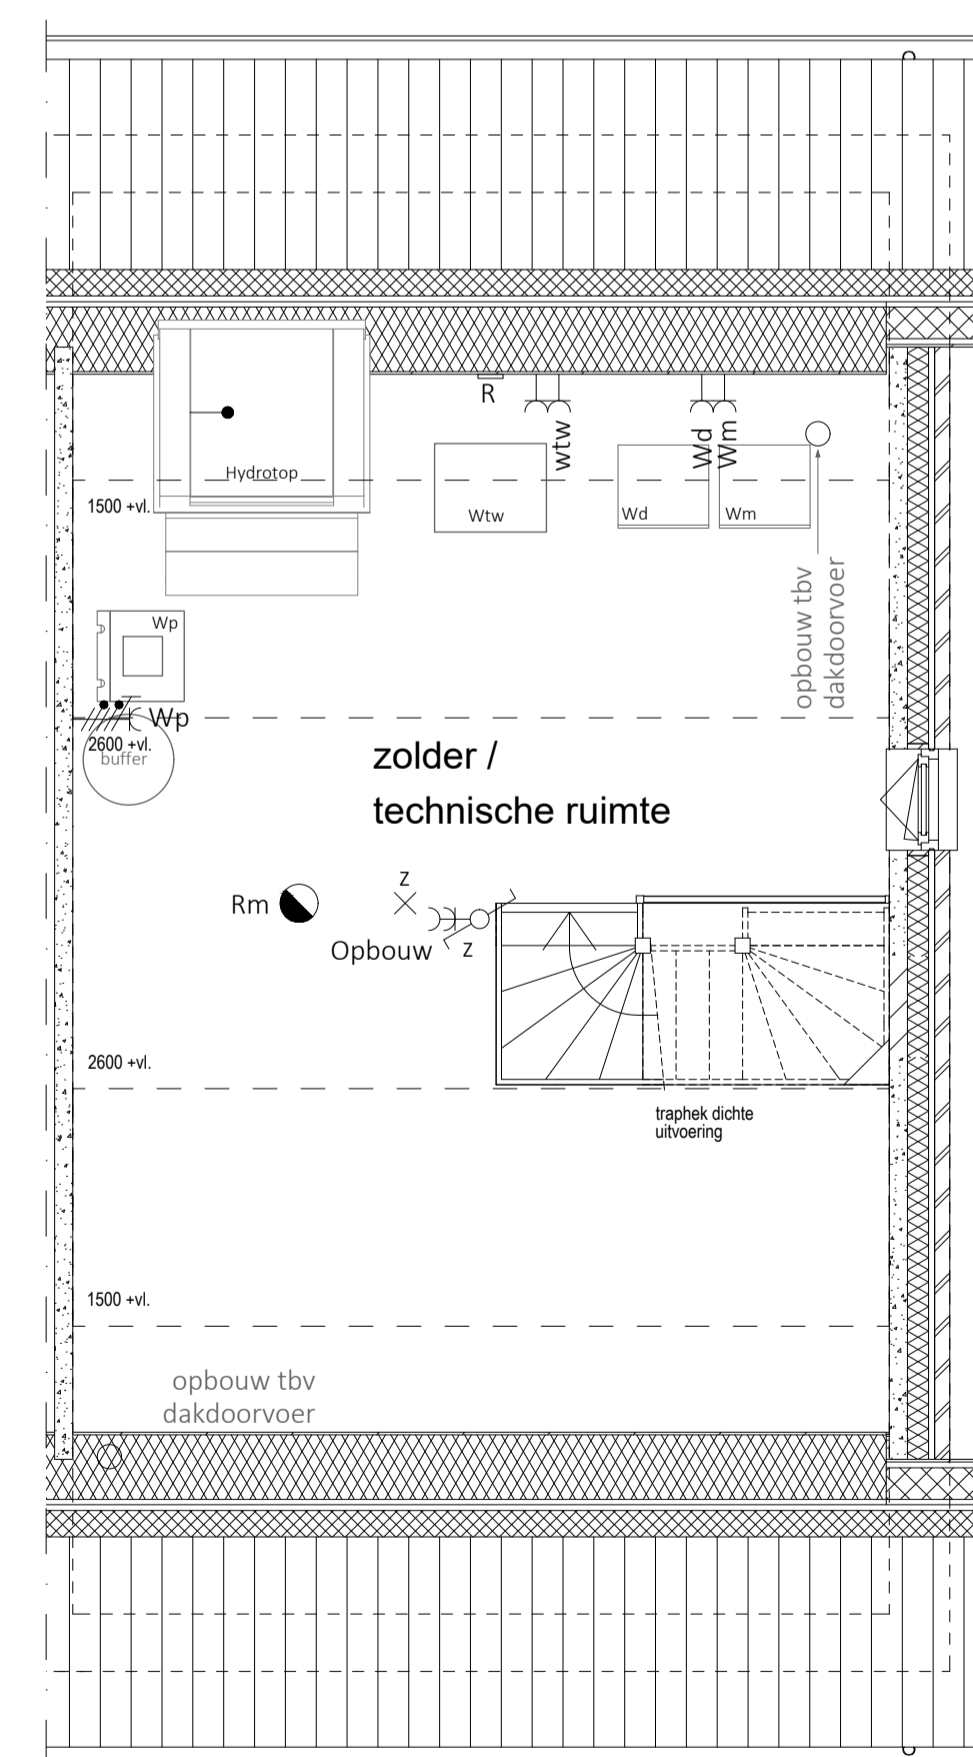 R
wtw
Wd
Wm
Hydrotop
1500 +vl.
Wtw
Wd
Wm
opbouw tbv
dakdoorvoer
Wp
Wp
2600 +vl.
buffer
zolder /
technische ruimte
z
Rm
Opbouw
z
2600 +vl.
traphek dichte
uitvoering
1500 +vl.
opbouw tbv
dakdoorvoer